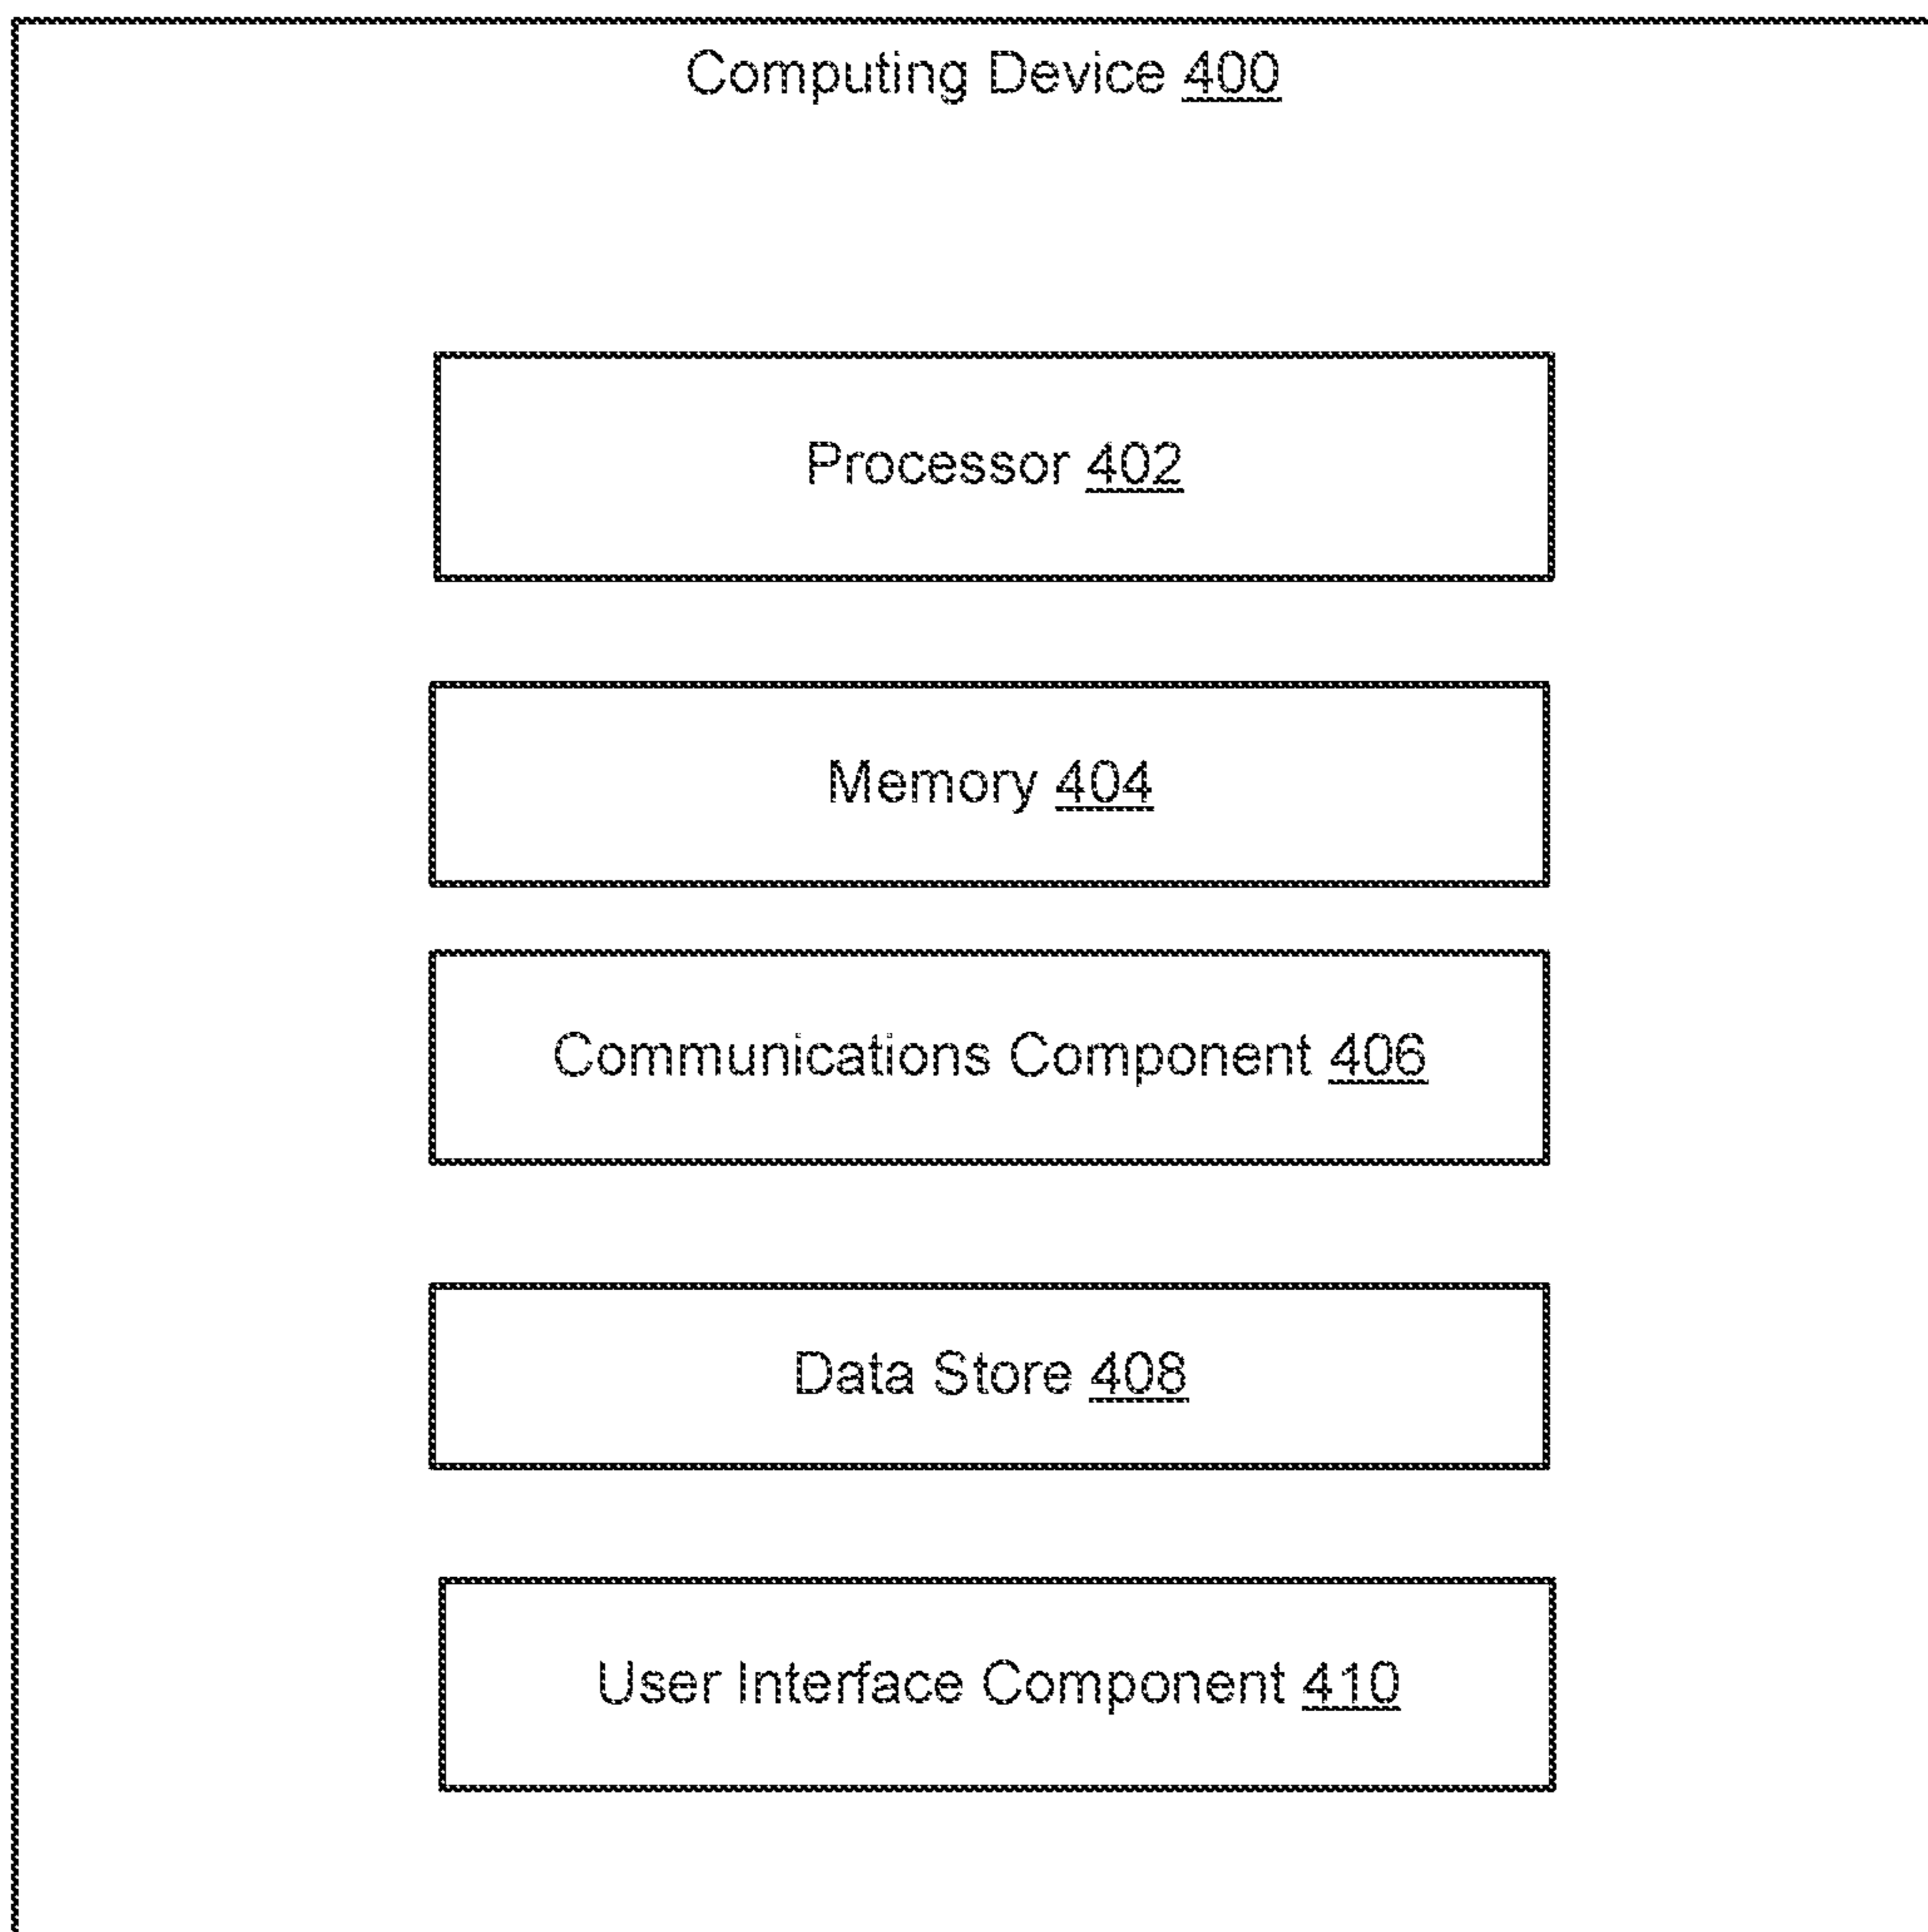 Computing Device 400
Processor 402
Memory 404
Communications Component 406
Data Store 408
User Interface Component 410